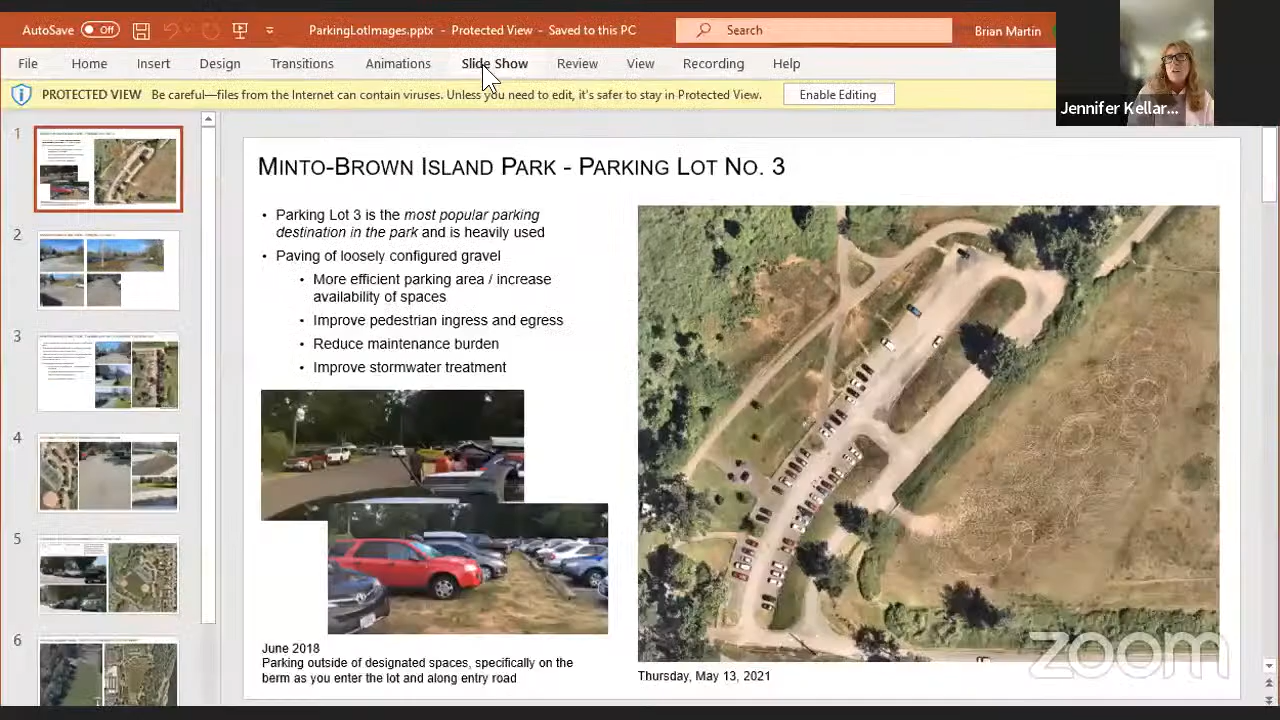 AutoSave Off ParkingLotImages.pptx - Protected View - Saved to this PC Search Brian Martin
File Home Insert Design Transitions Animations Slide Show Review View Recording Help
PROTECTED VIEW Be careful—files from the Internet can contain viruses. Unless you need to edit, it's safer to stay in Protected View. Enable Editing
Jennifer Kellar...
1
2
3
4
5
6
MINTO-BROWN ISLAND PARK - PARKING LOT NO. 3
• Parking Lot 3 is the most popular parking
destination in the park and is heavily used
• Paving of loosely configured gravel
• More efficient parking area / increase
availability of spaces
• Improve pedestrian ingress and egress
• Reduce maintenance burden
• Improve stormwater treatment
June 2018
Parking outside of designated spaces, specifically on the
berm as you enter the lot and along entry road
Thursday, May 13, 2021
zoom